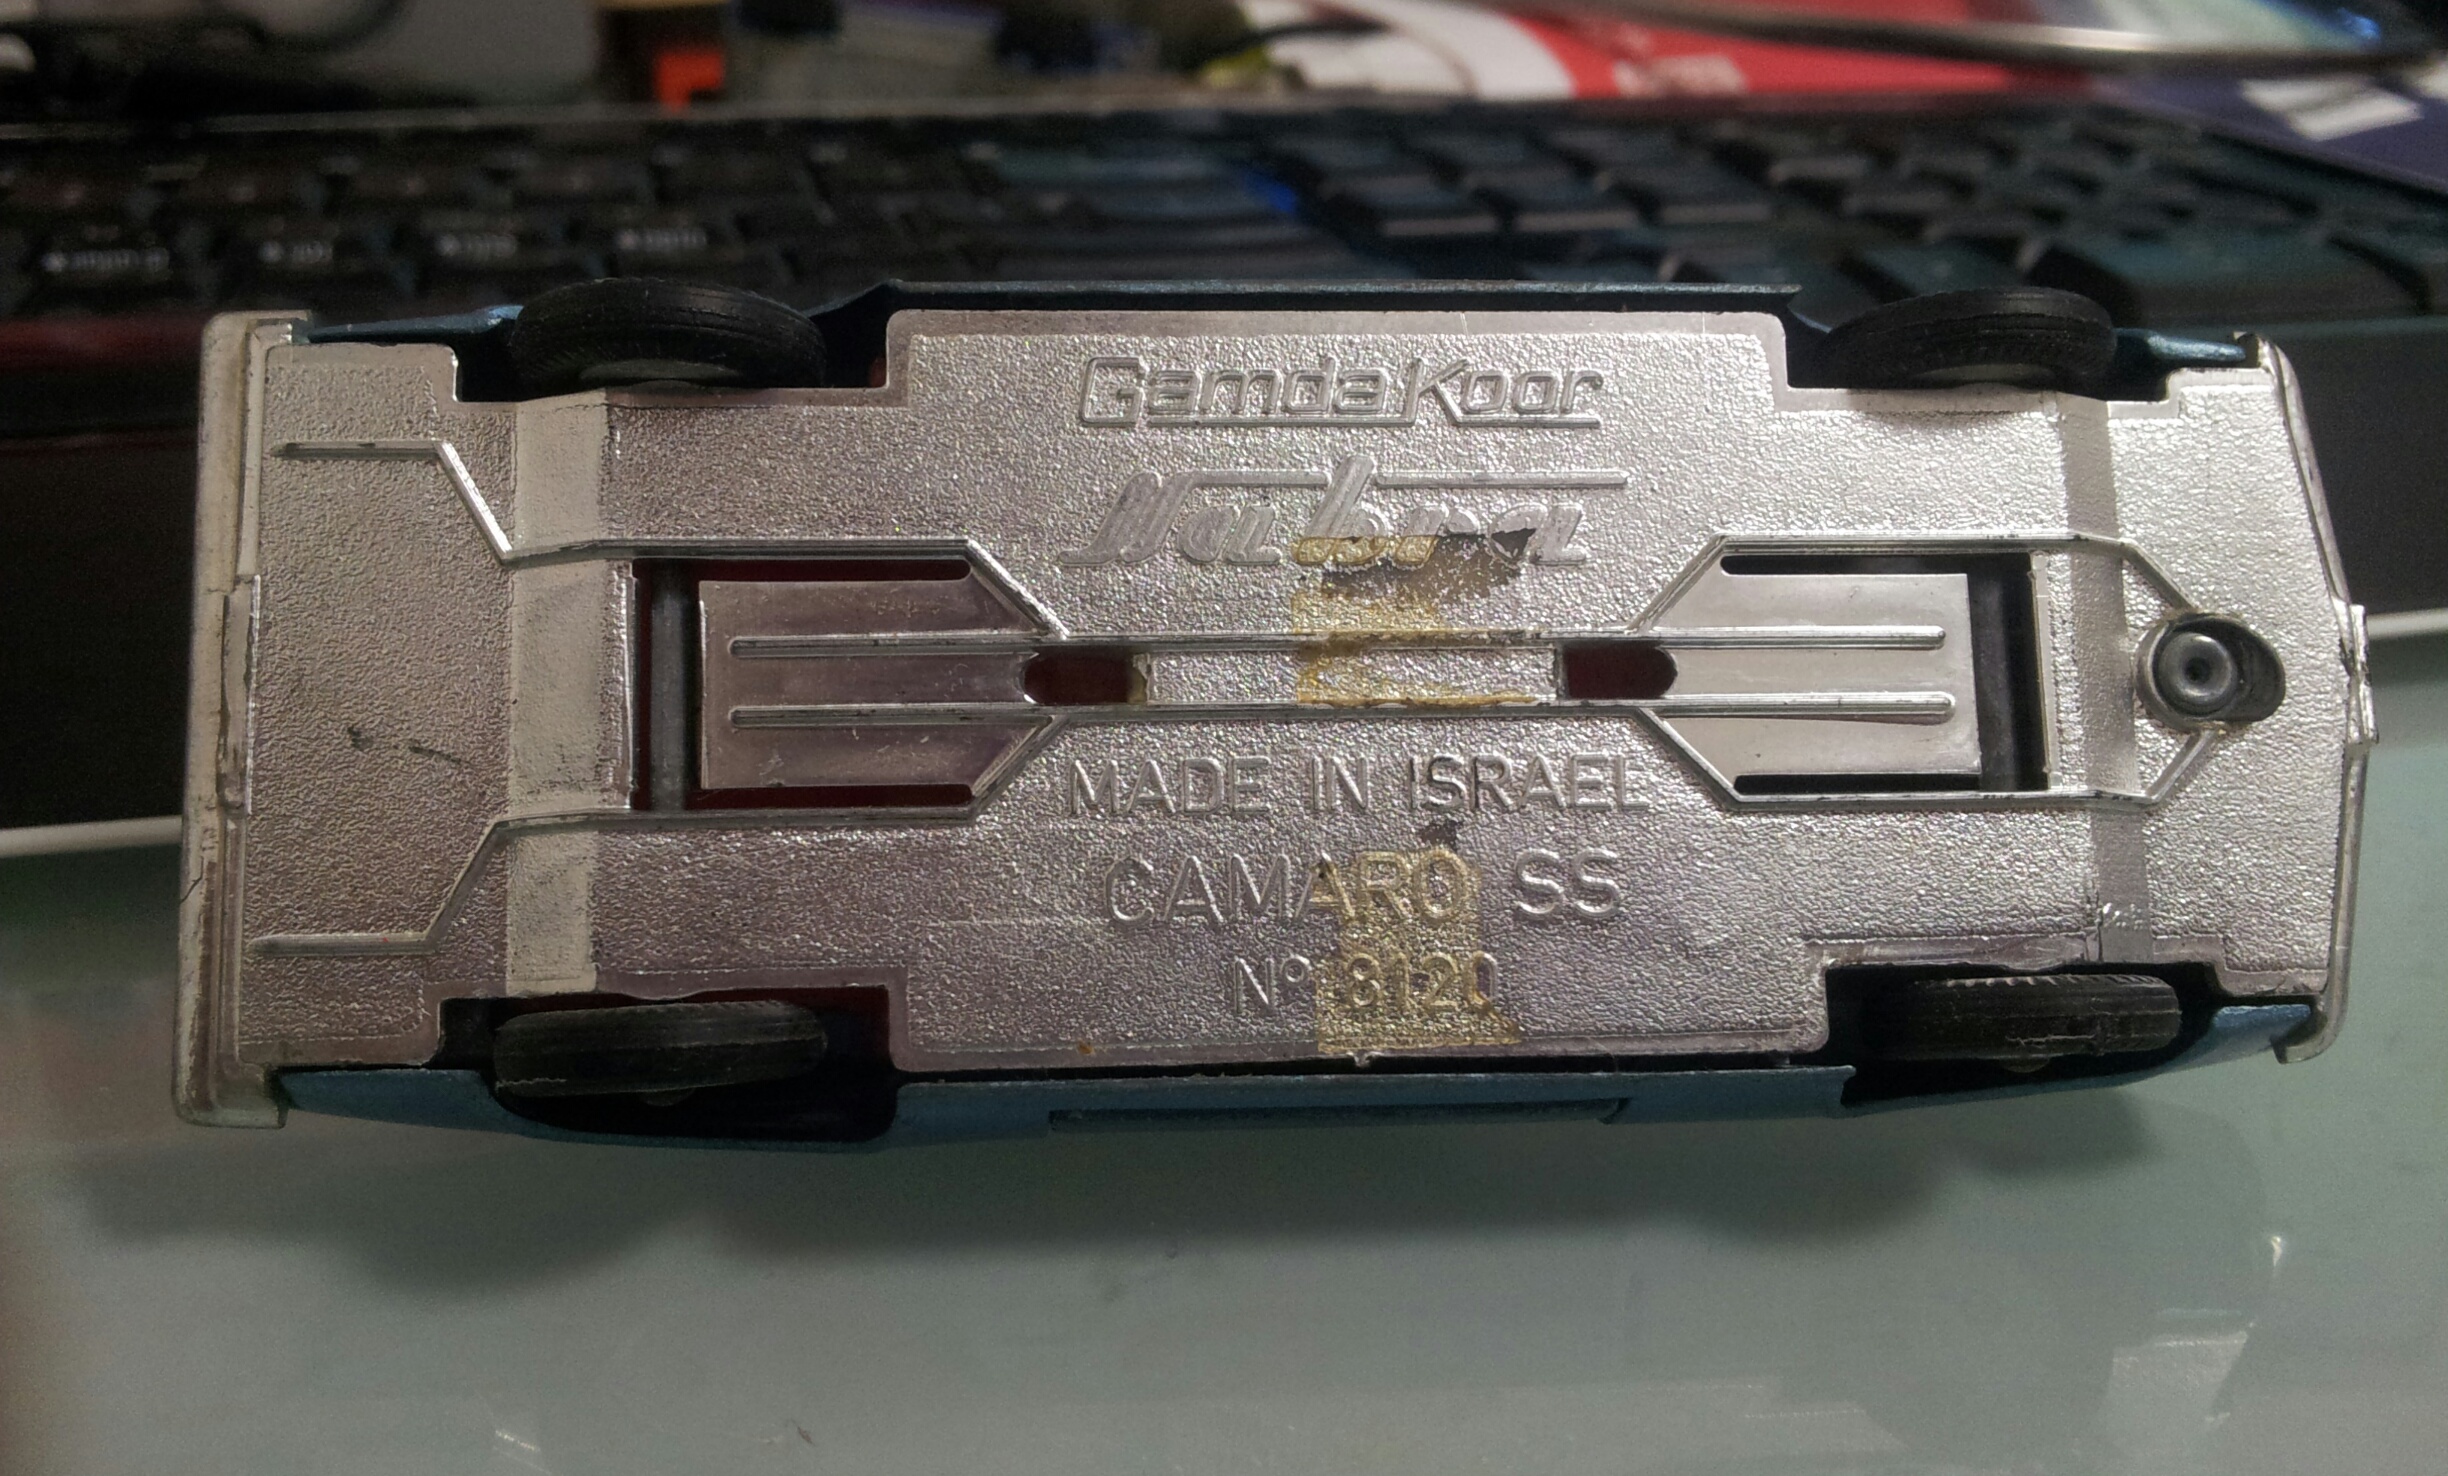 Gamda Koor
Sabra
MADE IN ISRAEL
CAMARO SS
Nº 8120